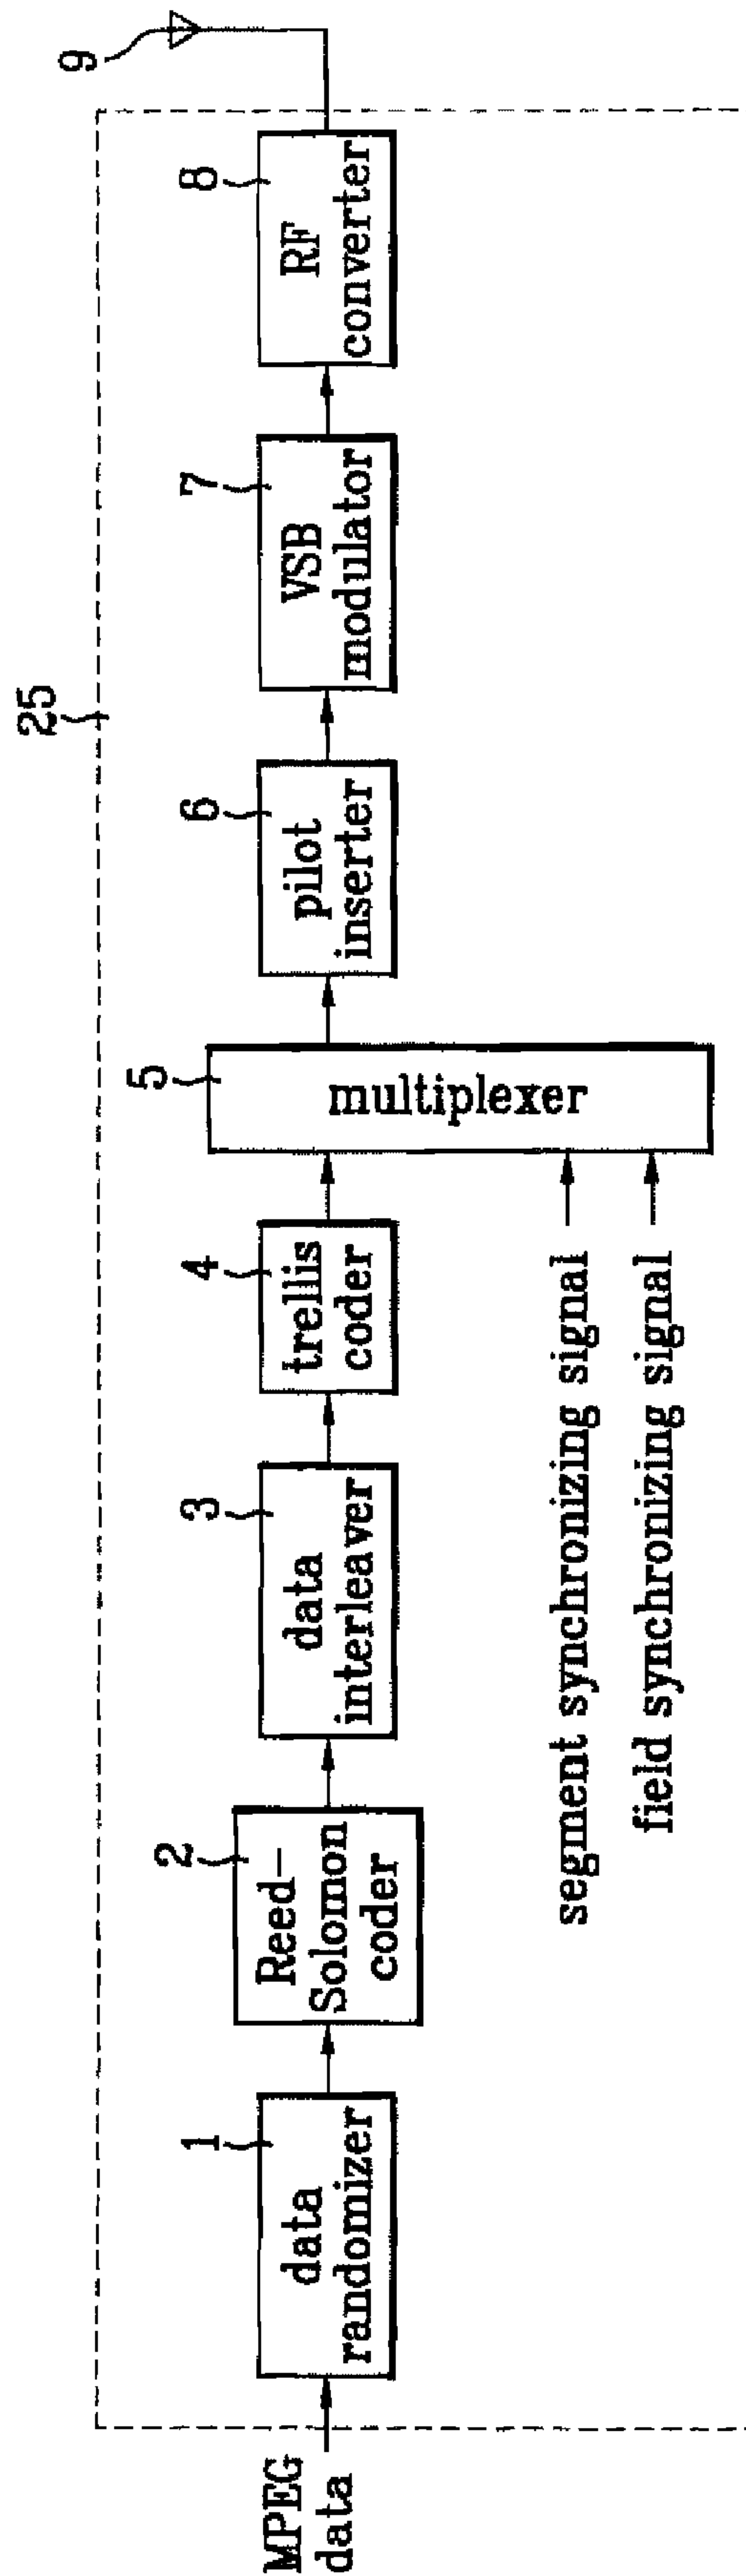 25
MPEG
data
1
data
randomizer
2
Reed-
Solomon
coder
3
data
interleaver
4
trellis
coder
5
multiplexer
6
pilot
inserter
7
VSB
modulator
8
RF
converter
9
segment synchronizing signal
field synchronizing signal